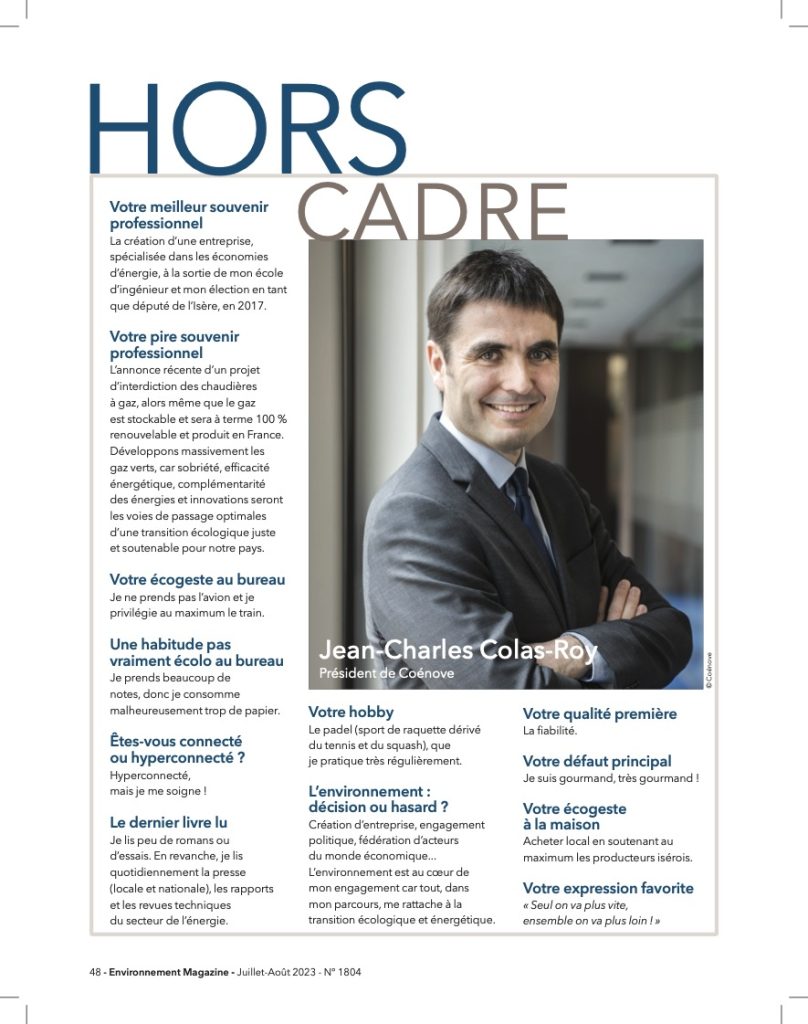 HORS
CADRE
Votre meilleur souvenir
professionnel
La création d'une entreprise,
spécialisée dans les économies
d'énergie, à la sortie de mon école
d'ingénieur et mon élection en tant
que député de l'Isère, en 2017.
Votre pire souvenir
professionnel
L'annonce récente d'un projet
d'interdiction des chaudières
à gaz, alors même que le gaz
est stockable et sera à terme 100 %
renouvelable et produit en France.
Développons massivement les
gaz verts, car sobriété, efficacité
énergétique, complémentarité
des énergies et innovations seront
les voies de passage optimales
d'une transition écologique juste
et soutenable pour notre pays.
Votre écogeste au bureau
Je ne prends pas l'avion et je
privilégie au maximum le train.
Une habitude pas
vraiment écolo au bureau
Je prends beaucoup de
notes, donc je consomme
malheureusement trop de papier.
Êtes-vous connecté
ou hyperconnecté ?
Hyperconnecté,
mais je me soigne !
Le dernier livre lu
Je lis peu de romans ou
d'essais. En revanche, je lis
quotidiennement la presse
(locale et nationale), les rapports
et les revues techniques
du secteur de l'énergie.
Jean-Charles Colas-Roy
Président de Coénove
© Coénove
Votre hobby
Le padel (sport de raquette dérivé
du tennis et du squash), que
je pratique très régulièrement.
L'environnement :
décision ou hasard ?
Création d'entreprise, engagement
politique, fédération d'acteurs
du monde économique...
L'environnement est au cœur de
mon engagement car tout, dans
mon parcours, me rattache à la
transition écologique et énergétique.
Votre qualité première
La fiabilité.
Votre défaut principal
Je suis gourmand, très gourmand !
Votre écogeste
à la maison
Acheter local en soutenant au
maximum les producteurs isérois.
Votre expression favorite
« Seul on va plus vite,
ensemble on va plus loin ! »
48 - Environnement Magazine - Juillet-Août 2023 - N° 1804